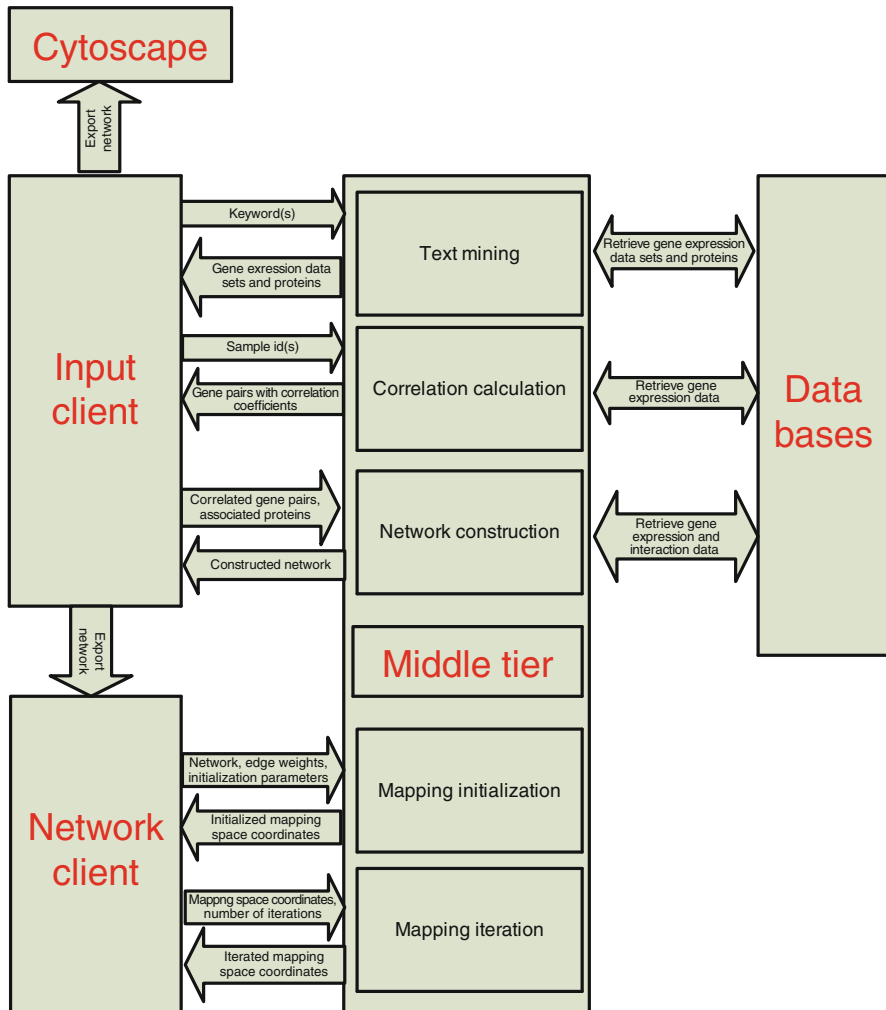 Cytoscape
Export
network
Keyword(s)
Text mining
Retrieve gene expression
data sets and proteins
Gene exression data
sets and proteins
Input
client
Sample id(s)
Correlation calculation
Gene pairs with correlation
coefficients
Retrieve gene
expression data
Data
bases
Correlated gene pairs,
associated proteins
Network construction
Constructed network
Retrieve gene
expression and
interaction data
Export
network
Middle tier
Network
client
Network, edge weights,
initialization parameters
Mapping initialization
Initialized mapping
space coordinates
Mappng space coordinates,
number of iterations
Mapping iteration
Iterated mapping
space coordinates